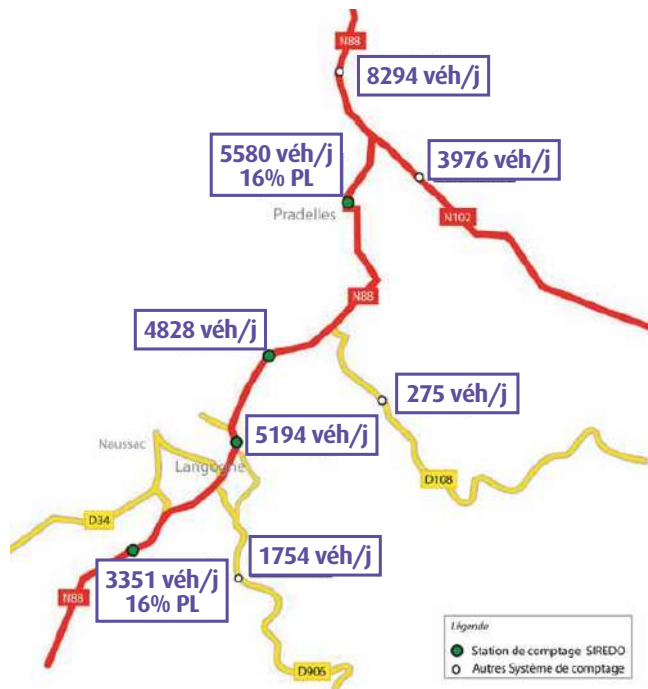 N88
8294 véh/j
5580 véh/j
16% PL
3976 véh/j
Pradelles
N102
N88
4828 véh/j
275 véh/j
5194 véh/j
Naussac
Langogne
D108
D34
1754 véh/j
3351 véh/j
16% PL
N88
D906
Légende
Station de comptage SIREDO
Autres Système de comptage